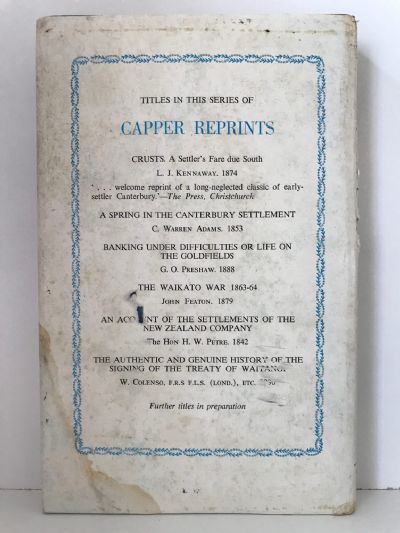 TITLES IN THIS SERIES OF
CAPPER REPRINTS
CRUSTS. A Settler's Fare due South
L. J. KENNAWAY. 1874
'. . . welcome reprint of a long-neglected classic of early-
settler Canterbury.'—The Press, Christchurch
A SPRING IN THE CANTERBURY SETTLEMENT
C. WARREN ADAMS. 1853
BANKING UNDER DIFFICULTIES OR LIFE ON
THE GOLDFIELDS
G. O. PRESHAW. 1888
THE WAIKATO WAR 1863-64
JOHN FEATON. 1879
AN ACCOUNT OF THE SETTLEMENTS OF THE
NEW ZEALAND COMPANY
The HON H. W. PETRE. 1842
THE AUTHENTIC AND GENUINE HISTORY OF THE
SIGNING OF THE TREATY OF WAITANGI.
W. COLENSO, F.R.S F.L.S. (LOND.), ETC.
Further titles in preparation